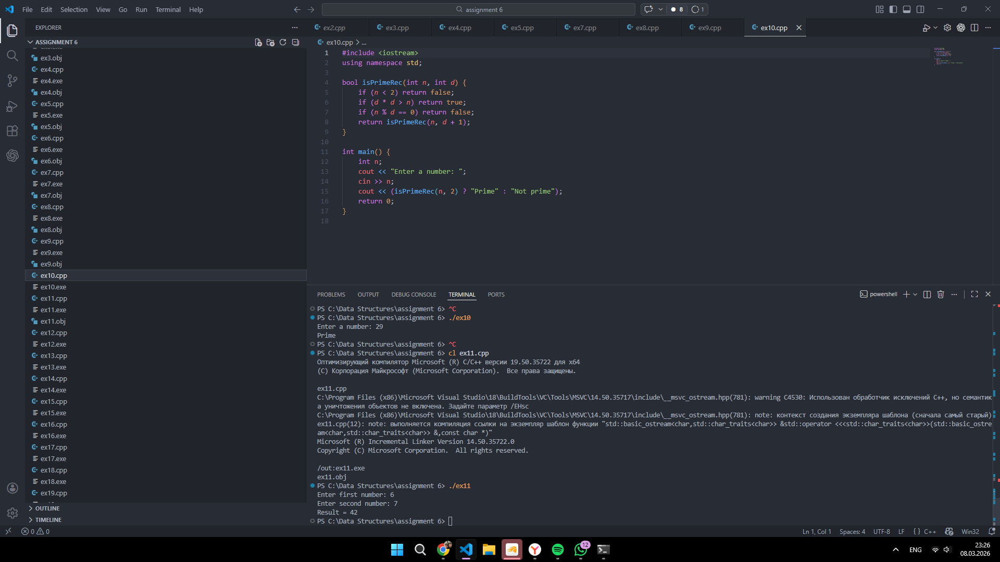 File Edit Selection View Go Run Terminal Help
assignment 6
8
1
EXPLORER
ASSIGNMENT 6
ex3.obj
ex4.cpp
ex4.exe
ex4.obj
ex5.cpp
ex5.exe
ex5.obj
ex6.cpp
ex6.exe
ex6.obj
ex7.cpp
ex7.exe
ex7.obj
ex8.cpp
ex8.exe
ex8.obj
ex9.cpp
ex9.exe
ex9.obj
ex10.cpp
ex10.exe
ex11.cpp
ex11.exe
ex11.obj
ex12.cpp
ex12.exe
ex13.cpp
ex13.exe
ex14.cpp
ex14.exe
ex15.cpp
ex15.exe
ex16.cpp
ex16.exe
ex17.cpp
ex17.exe
ex18.cpp
ex18.exe
ex19.cpp
OUTLINE
TIMELINE
ex2.cpp ex3.cpp ex4.cpp ex5.cpp ex7.cpp ex8.cpp ex9.cpp ex10.cpp
ex10.cpp > ...
1 #include <iostream>
2 using namespace std;
3
4 bool isPrimeRec(int n, int d) {
5 if (n < 2) return false;
6 if (d * d > n) return true;
7 if (n % d == 0) return false;
8 return isPrimeRec(n, d + 1);
9 }
10
11 int main() {
12 int n;
13 cout << "Enter a number: ";
14 cin >> n;
15 cout << (isPrimeRec(n, 2) ? "Prime" : "Not prime");
16 return 0;
17 }
18
PROBLEMS OUTPUT DEBUG CONSOLE TERMINAL PORTS
powershell
PS C:\Data Structures\assignment 6> ^C
PS C:\Data Structures\assignment 6> ./ex10
Enter a number: 29
Prime
PS C:\Data Structures\assignment 6> ^C
PS C:\Data Structures\assignment 6> cl ex11.cpp
Оптимизирующий компилятор Microsoft (R) C/C++ версии 19.50.35722 для x64
(C) Корпорация Майкрософт (Microsoft Corporation).  Все права защищены.
ex11.cpp
C:\Program Files (x86)\Microsoft Visual Studio\18\BuildTools\VC\Tools\MSVC\14.50.35717\include\__msvc_ostream.hpp(781): warning C4530: Использован обработчик исключений C++, но семантик
а уничтожения объектов не включена. Задайте параметр /EHsc
C:\Program Files (x86)\Microsoft Visual Studio\18\BuildTools\VC\Tools\MSVC\14.50.35717\include\__msvc_ostream.hpp(781): note: контекст создания экземпляра шаблона (сначала самый старый)
ex11.cpp(12): note: выполняется компиляция ссылки на экземпляр шаблон функции "std::basic_ostream<char,std::char_traits<char>> &std::operator <<<std::char_traits<char>>(std::basic_ostre
am<char,std::char_traits<char>> &,const char *)"
Microsoft (R) Incremental Linker Version 14.50.35722.0
Copyright (C) Microsoft Corporation.  All rights reserved.
/out:ex11.exe
ex11.obj
PS C:\Data Structures\assignment 6> ./ex11
Enter first number: 6
Enter second number: 7
Result = 42
PS C:\Data Structures\assignment 6>
0 0
Ln 1, Col 1 Spaces: 4 UTF-8 LF {} C++ Win32
12
ENG
23:26
08.03.2026